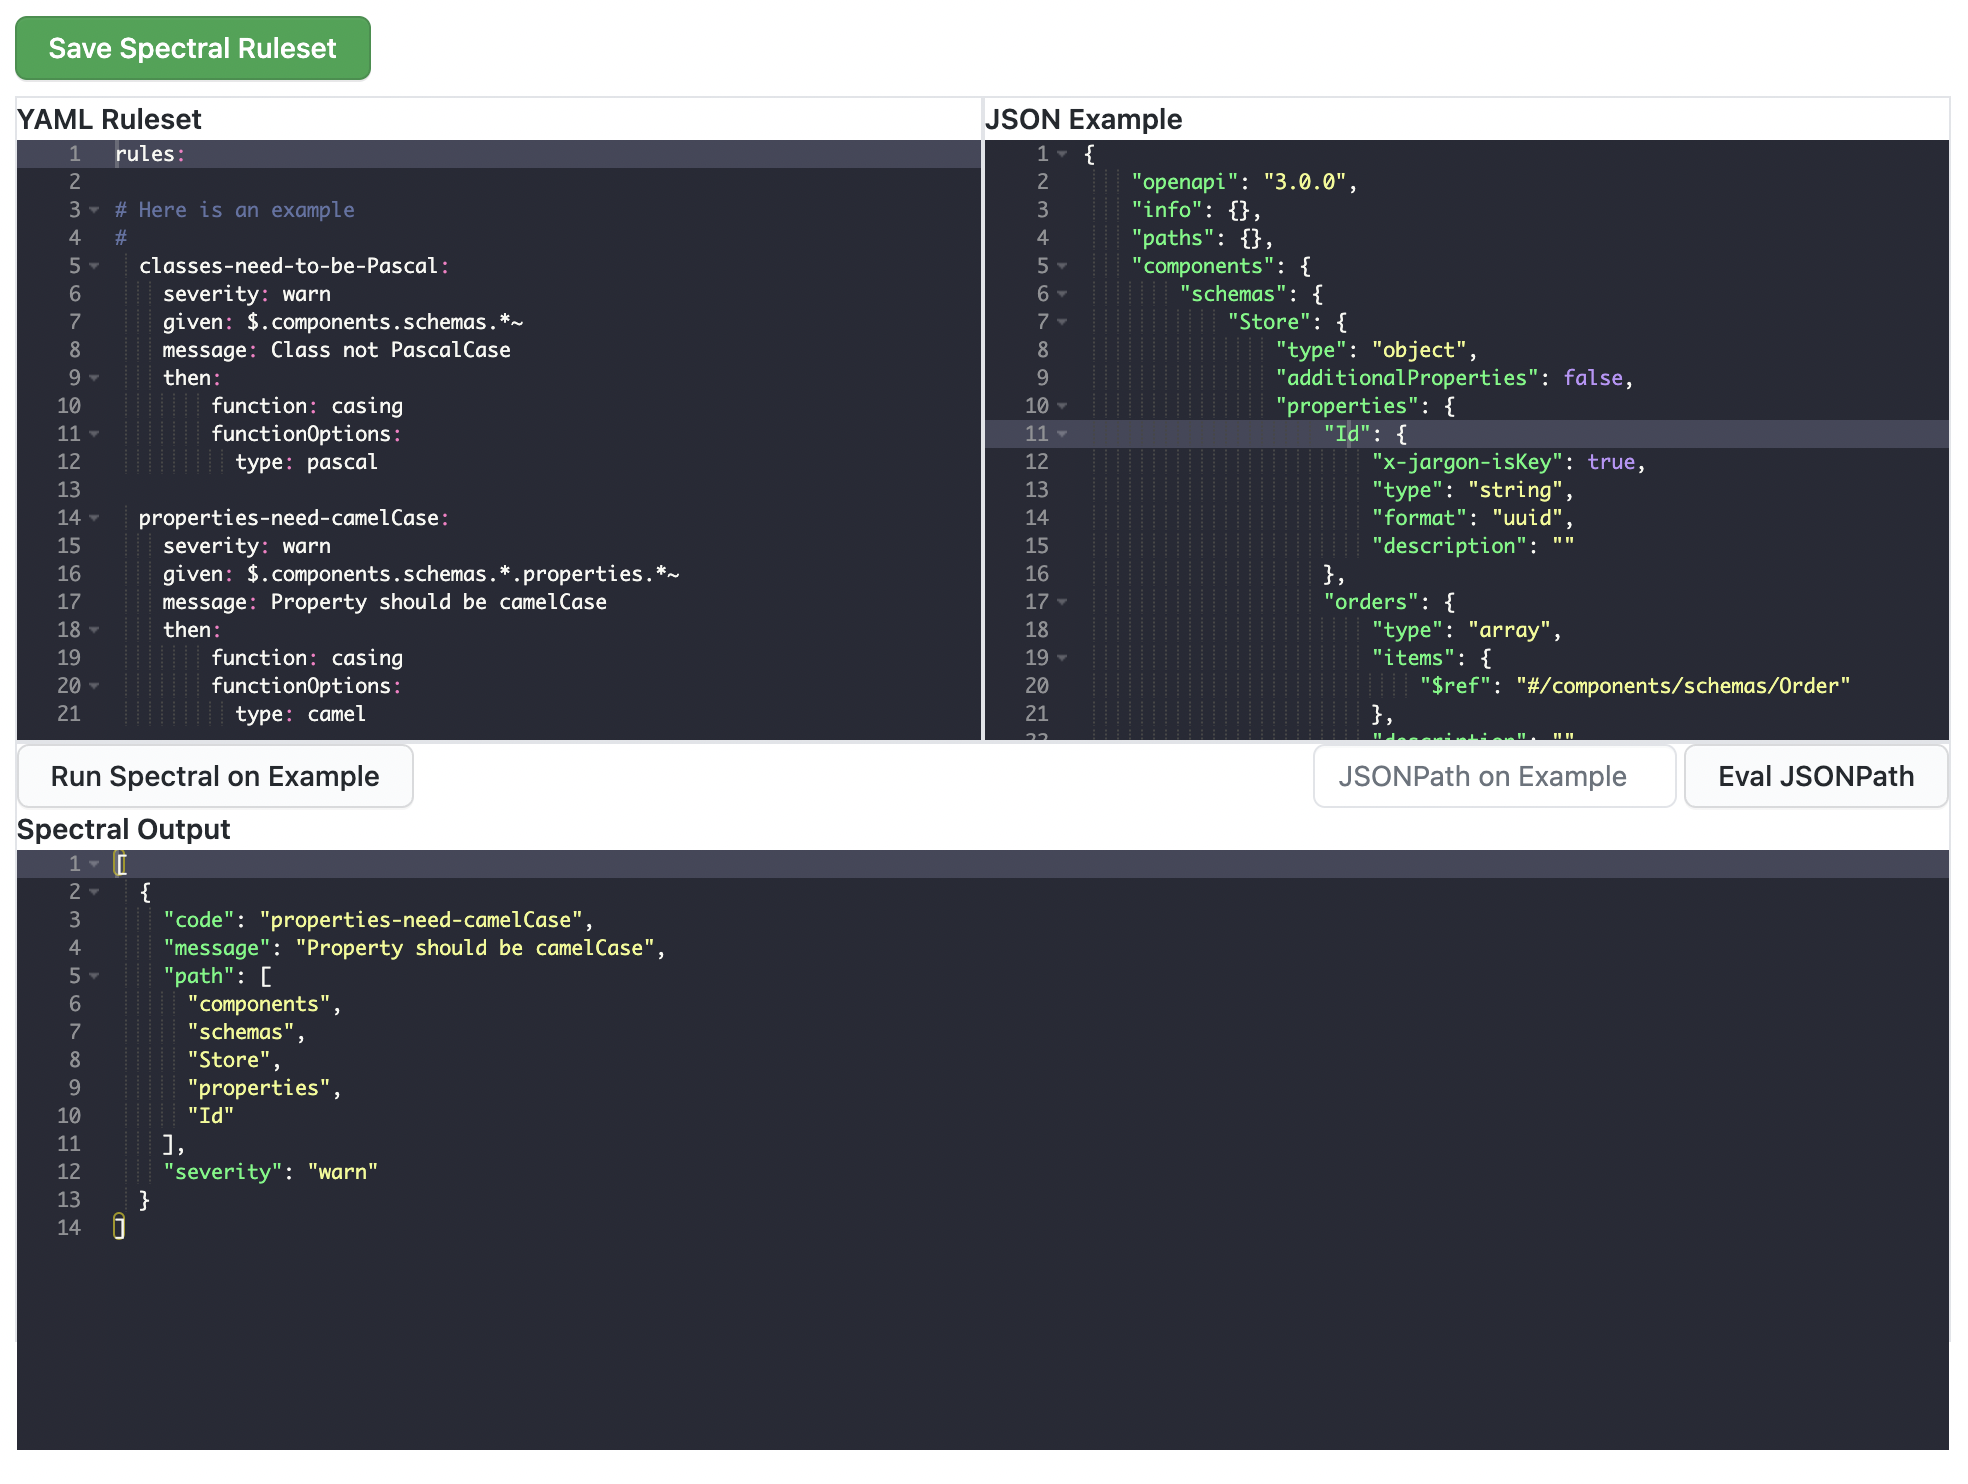 Save Spectral Ruleset
YAML Ruleset
1 rules:
2
3 # Here is an example
4 #
5 classes-need-to-be-Pascal:
6 severity: warn
7 given: $.components.schemas.*~
8 message: Class not PascalCase
9 then:
10 function: casing
11 functionOptions:
12 type: pascal
13
14 properties-need-camelCase:
15 severity: warn
16 given: $.components.schemas.*.properties.*~
17 message: Property should be camelCase
18 then:
19 function: casing
20 functionOptions:
21 type: camel
JSON Example
1 {
2 "openapi": "3.0.0",
3 "info": {},
4 "paths": {},
5 "components": {
6 "schemas": {
7 "Store": {
8 "type": "object",
9 "additionalProperties": false,
10 "properties": {
11 "Id": {
12 "x-jargon-isKey": true,
13 "type": "string",
14 "format": "uuid",
15 "description": ""
16 },
17 "orders": {
18 "type": "array",
19 "items": {
20 "$ref": "#/components/schemas/Order"
21 },
22 "description": ""
Run Spectral on Example
JSONPath on Example
Eval JSONPath
Spectral Output
1 [
2 {
3 "code": "properties-need-camelCase",
4 "message": "Property should be camelCase",
5 "path": [
6 "components",
7 "schemas",
8 "Store",
9 "properties",
10 "Id"
11 ],
12 "severity": "warn"
13 }
14 ]